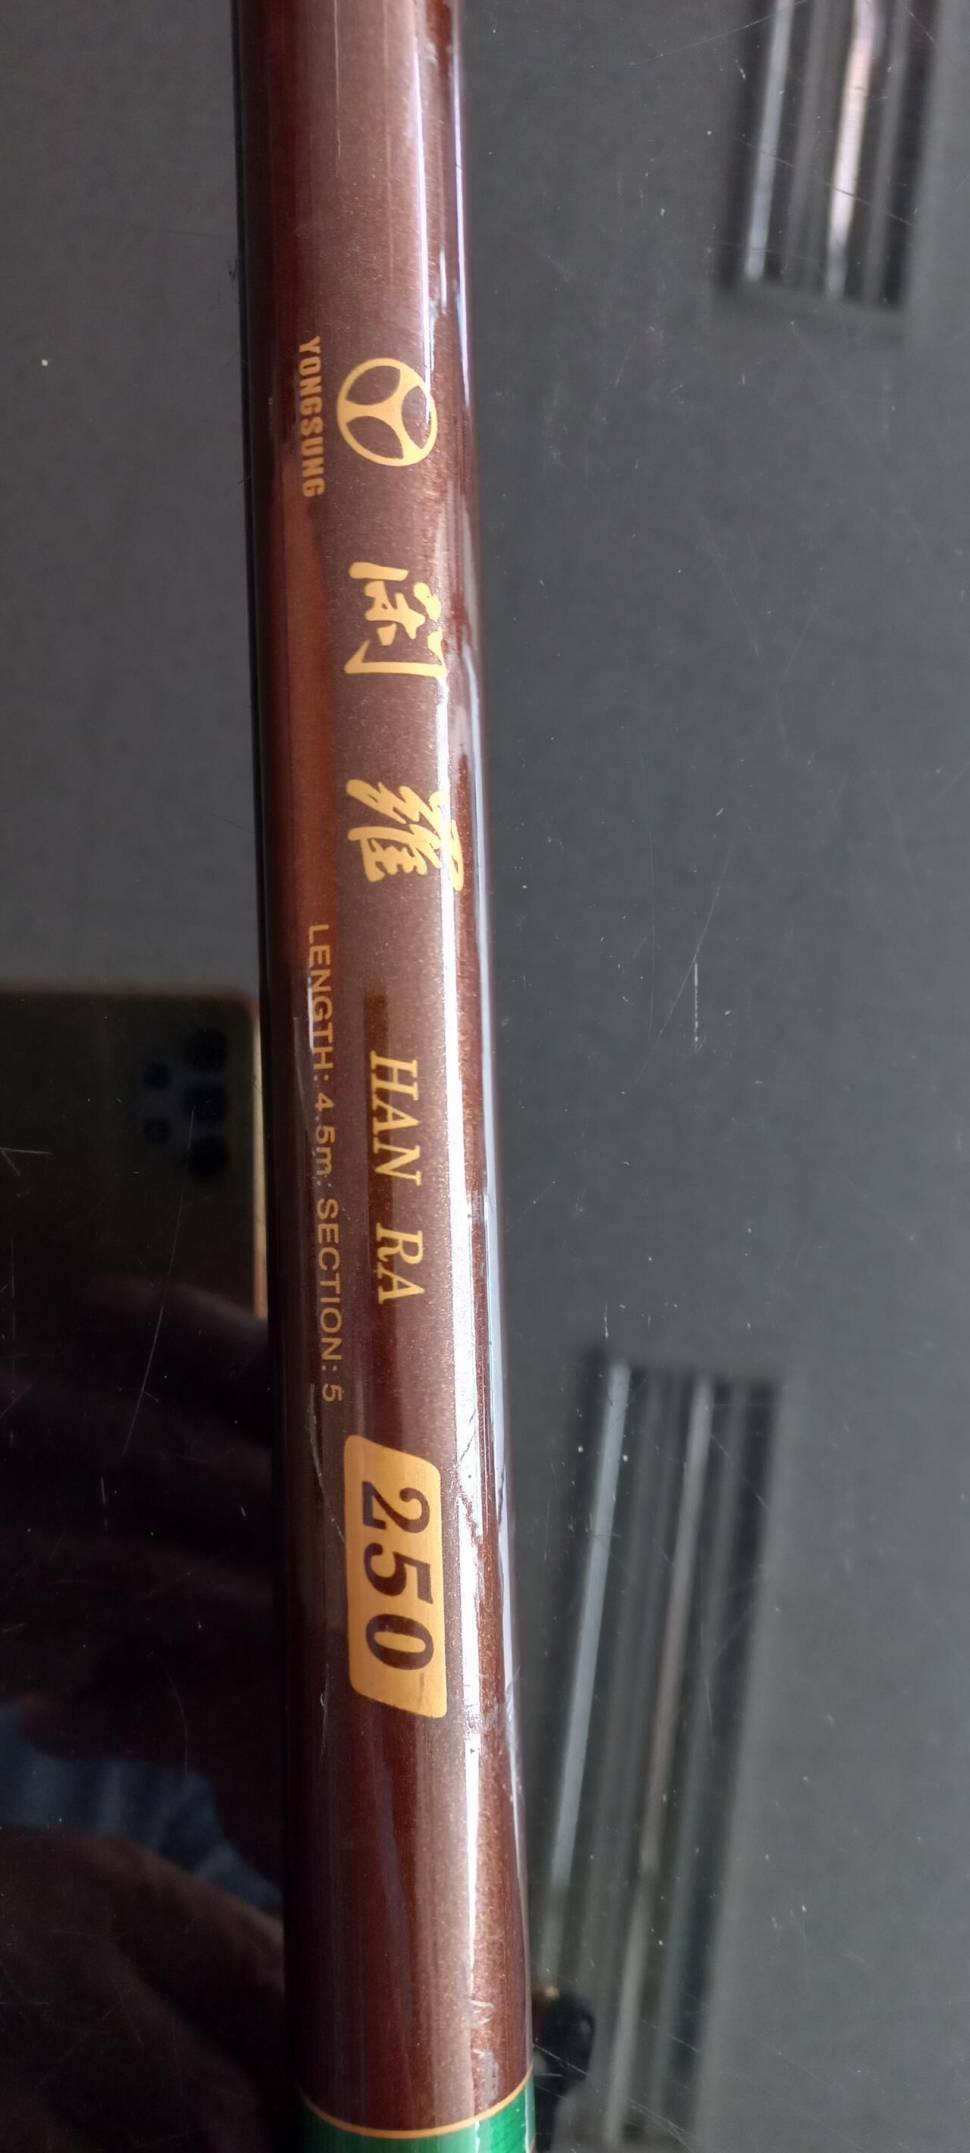 YONGSUNG
閑羅
HAN RA
250
LENGTH: 4.5m, SECTION: 5